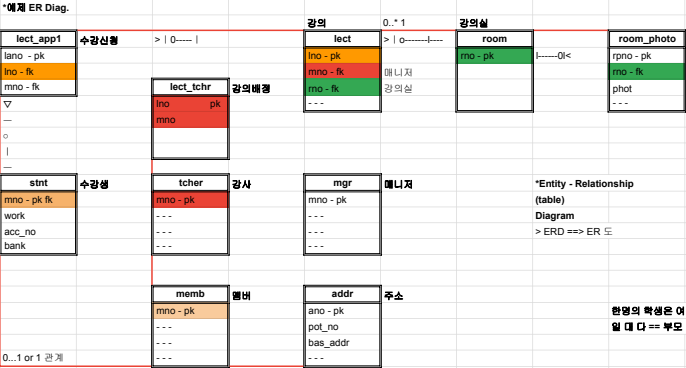 *예제 ER Diag.
강의 0..* 1 강의실
lect_app1 수강신청 > | 0----- | lect > | o-------I---- room room_photo
lano - pk lno - pk rno - pk I------0I< rpno - pk
lno - fk mno - fk 매니저 rno - fk
mno - fk lect_tchr 강의배정 rno - fk 강의실 phot
▽ lno pk - - - - - -
ㅡ mno
○
|
ㅡ
stnt 수강생 tcher 강사 mgr 매니저 *Entity - Relationship
mno - pk fk mno - pk mno - pk (table)
work - - - - - - Diagram
acc_no - - - - - - > ERD ==> ER 도
bank - - - - - -
memb 멤버 addr 주소
mno - pk ano - pk 한명의 학생은 여
- - - pot_no 일 대 다 == 부모
- - - bas_addr
0...1 or 1 관계 - - - - - -